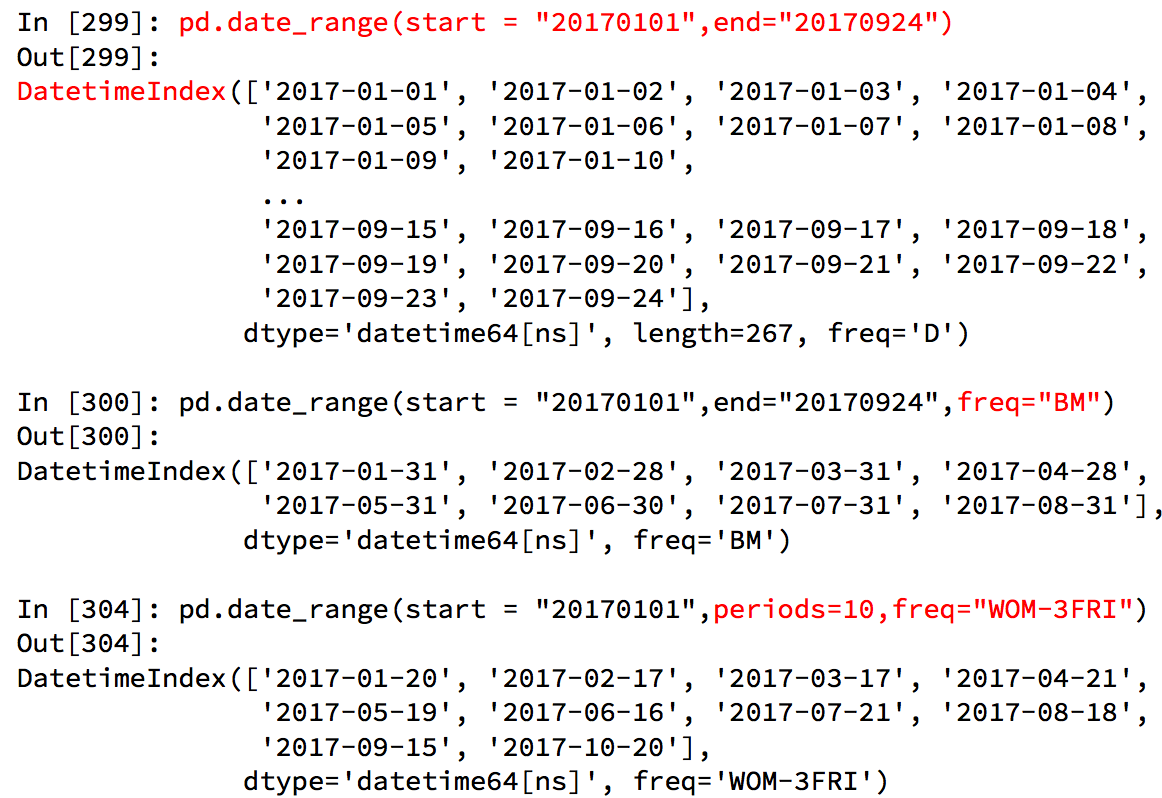 In [299]: pd.date_range(start = "20170101",end="20170924")
Out[299]:
DatetimeIndex(['2017-01-01', '2017-01-02', '2017-01-03', '2017-01-04',
'2017-01-05', '2017-01-06', '2017-01-07', '2017-01-08',
'2017-01-09', '2017-01-10',
...
'2017-09-15', '2017-09-16', '2017-09-17', '2017-09-18',
'2017-09-19', '2017-09-20', '2017-09-21', '2017-09-22',
'2017-09-23', '2017-09-24'],
dtype='datetime64[ns]', length=267, freq='D')
In [300]: pd.date_range(start = "20170101",end="20170924",freq="BM")
Out[300]:
DatetimeIndex(['2017-01-31', '2017-02-28', '2017-03-31', '2017-04-28',
'2017-05-31', '2017-06-30', '2017-07-31', '2017-08-31'],
dtype='datetime64[ns]', freq='BM')
In [304]: pd.date_range(start = "20170101",periods=10,freq="WOM-3FRI")
Out[304]:
DatetimeIndex(['2017-01-20', '2017-02-17', '2017-03-17', '2017-04-21',
'2017-05-19', '2017-06-16', '2017-07-21', '2017-08-18',
'2017-09-15', '2017-10-20'],
dtype='datetime64[ns]', freq='WOM-3FRI')